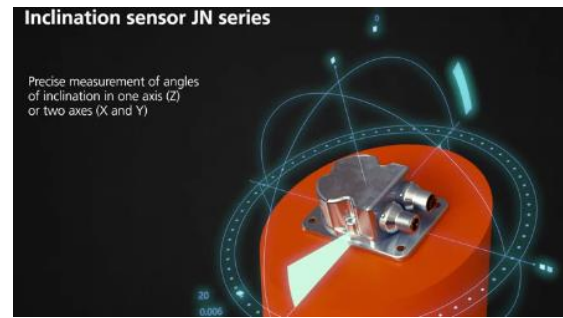 Inclination sensor JN series
0
Precise measurement of angles
of inclination in one axis (Z)
or two axes (X and Y)
20
0.006